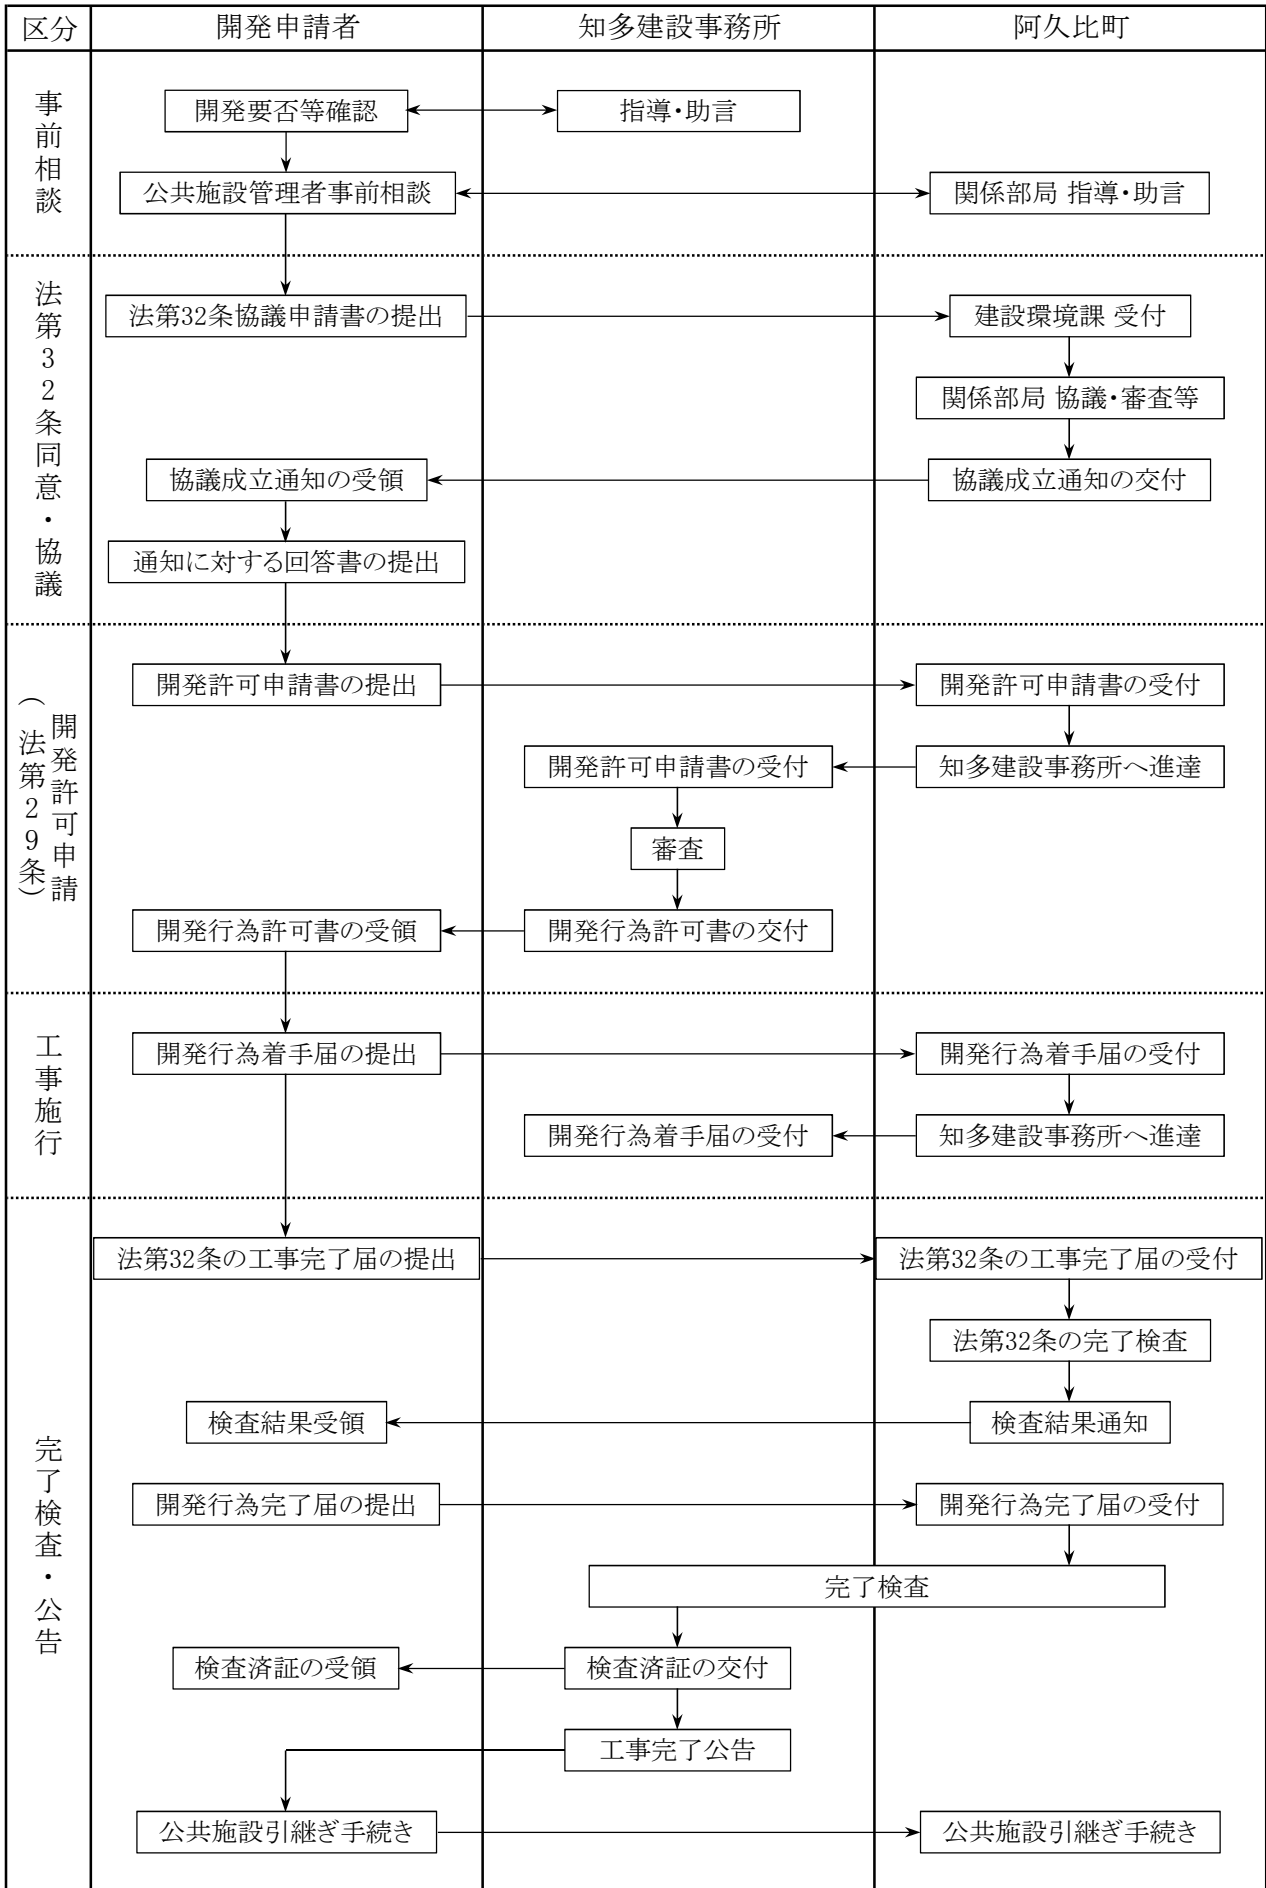 区分
開発申請者
知多建設事務所
阿久比町
事前相談
開発要否等確認
指導・助言
公共施設管理者事前相談
関係部局 指導・助言
法第32条同意・協議
法第32条協議申請書の提出
建設環境課 受付
関係部局 協議・審査等
協議成立通知の受領
協議成立通知の交付
通知に対する回答書の提出
開発許可申請
(法第29条)
開発許可申請書の提出
開発許可申請書の受付
開発許可申請書の受付
知多建設事務所へ進達
審査
開発行為許可書の受領
開発行為許可書の交付
工事施行
開発行為着手届の提出
開発行為着手届の受付
開発行為着手届の受付
知多建設事務所へ進達
完了検査・公告
法第32条の工事完了届の提出
法第32条の工事完了届の受付
法第32条の完了検査
検査結果受領
検査結果通知
開発行為完了届の提出
開発行為完了届の受付
完了検査
検査済証の受領
検査済証の交付
工事完了公告
公共施設引継ぎ手続き
公共施設引継ぎ手続き